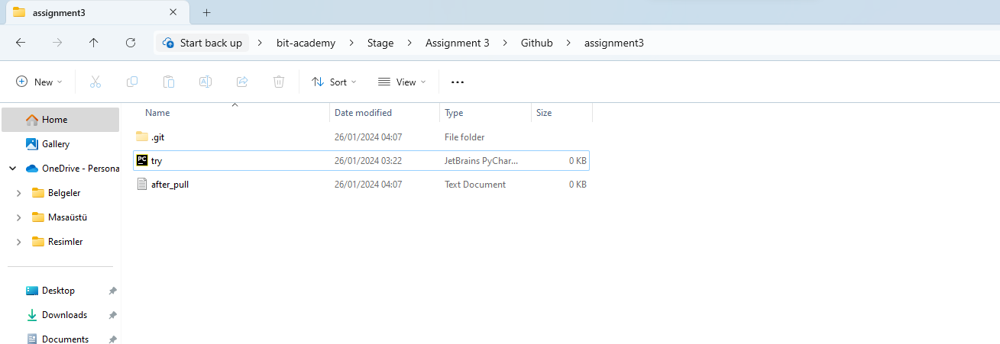 assignment3
Start back up bit-academy Stage Assignment 3 Github assignment3
New Sort View
Name Date modified Type Size
Home
Gallery
OneDrive - Persona
Belgeler
Masaüstü
Resimler
Desktop
Downloads
Documents
.git 26/01/2024 04:07 File folder
PC try 26/01/2024 03:22 JetBrains PyChar... 0 KB
after_pull 26/01/2024 04:07 Text Document 0 KB